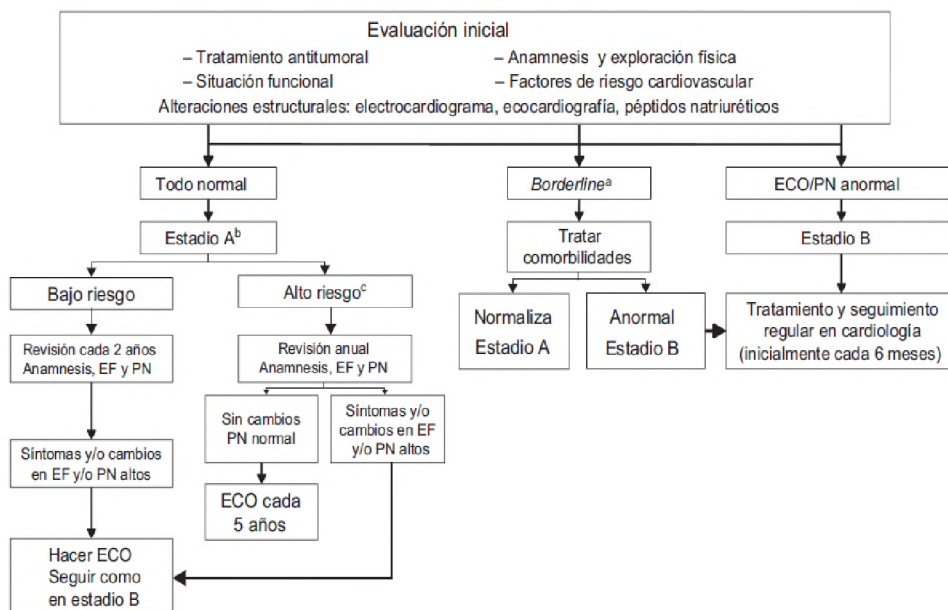 Evaluación inicial
– Tratamiento antitumoral
– Anamnesis y exploración física
– Situación funcional
– Factores de riesgo cardiovascular
Alteraciones estructurales: electrocardiograma, ecocardiografía, péptidos natriuréticos
Todo normal
Borderlineᵃ
ECO/PN anormal
Estadio Aᵇ
Tratar
comorbilidades
Estadio B
Bajo riesgo
Alto riesgoᶜ
Normaliza
Estadio A
Anormal
Estadio B
Tratamiento y seguimiento
regular en cardiología
(inicialmente cada 6 meses)
Revisión cada 2 años
Anamnesis, EF y PN
Revisión anual
Anamnesis, EF y PN
Sin cambios
PN normal
Síntomas y/o
cambios en EF
y/o PN altos
Síntomas y/o cambios
en EF y/o PN altos
ECO cada
5 años
Hacer ECO
Seguir como
en estadio B